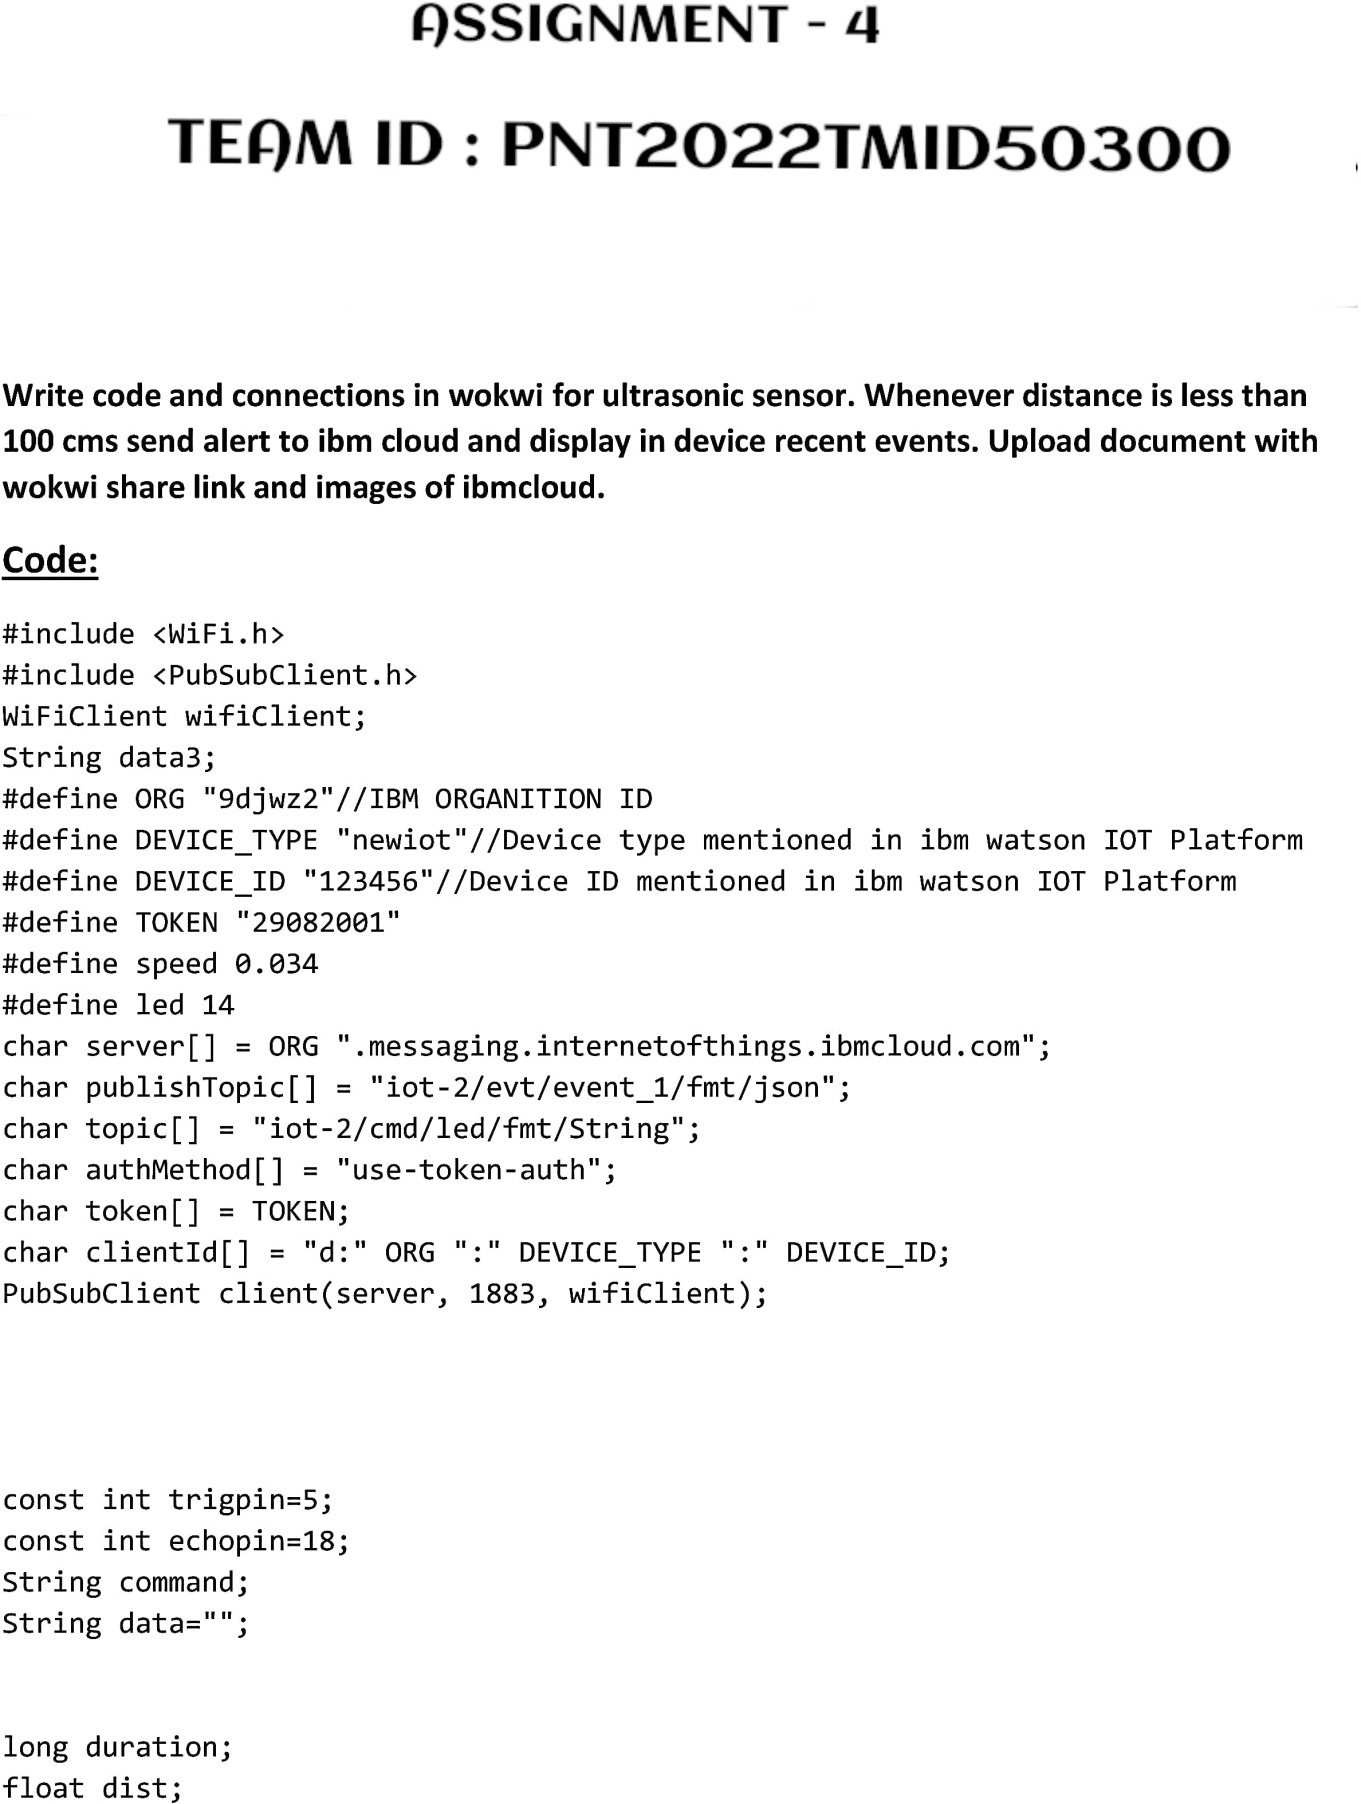 ASSIGNMENT - 4
TEAM ID : PNT2022TMID50300
Write code and connections in wokwi for ultrasonic sensor. Whenever distance is less than
100 cms send alert to ibm cloud and display in device recent events. Upload document with
wokwi share link and images of ibmcloud.
Code:
#include <WiFi.h>
#include <PubSubClient.h>
WiFiClient wifiClient;
String data3;
#define ORG "9djwz2"//IBM ORGANITION ID
#define DEVICE_TYPE "newiot"//Device type mentioned in ibm watson IOT Platform
#define DEVICE_ID "123456"//Device ID mentioned in ibm watson IOT Platform
#define TOKEN "29082001"
#define speed 0.034
#define led 14
char server[] = ORG ".messaging.internetofthings.ibmcloud.com";
char publishTopic[] = "iot-2/evt/event_1/fmt/json";
char topic[] = "iot-2/cmd/led/fmt/String";
char authMethod[] = "use-token-auth";
char token[] = TOKEN;
char clientId[] = "d:" ORG ":" DEVICE_TYPE ":" DEVICE_ID;
PubSubClient client(server, 1883, wifiClient);
const int trigpin=5;
const int echopin=18;
String command;
String data="";
long duration;
float dist;